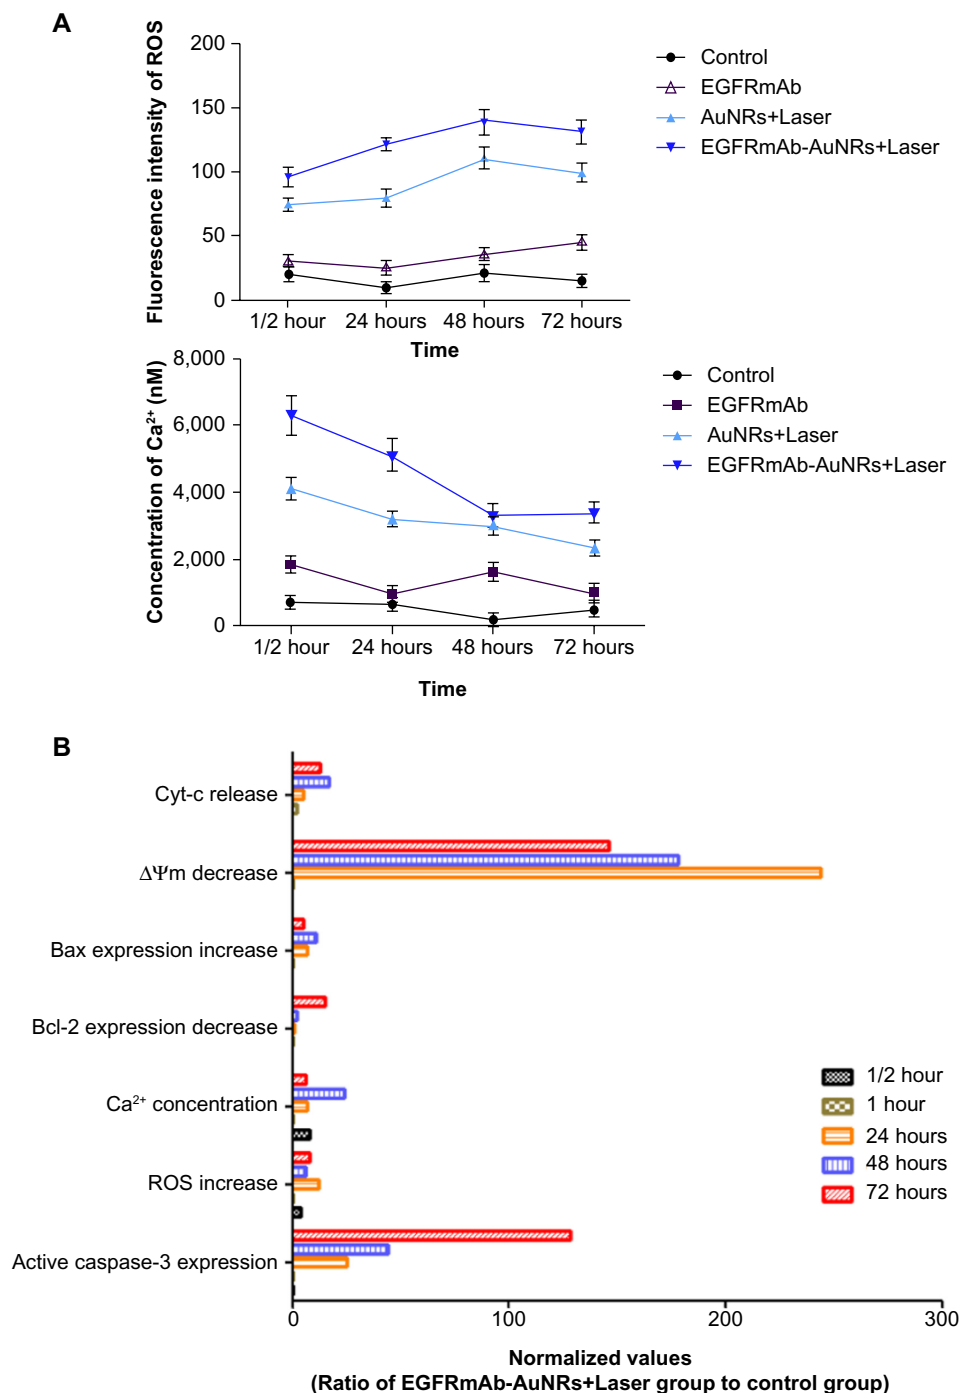 A
Fluorescence intensity of ROS
200
150
100
50
0
1/2 hour
24 hours
48 hours
72 hours
Time
Control
EGFRmAb
AuNRs+Laser
EGFRmAb-AuNRs+Laser
Concentration of Ca²⁺ (nM)
8,000
6,000
4,000
2,000
0
1/2 hour
24 hours
48 hours
72 hours
Time
Control
EGFRmAb
AuNRs+Laser
EGFRmAb-AuNRs+Laser
B
Cyt-c release
ΔΨm decrease
Bax expression increase
Bcl-2 expression decrease
Ca²⁺ concentration
ROS increase
Active caspase-3 expression
1/2 hour
1 hour
24 hours
48 hours
72 hours
0
100
200
300
Normalized values
(Ratio of EGFRmAb-AuNRs+Laser group to control group)